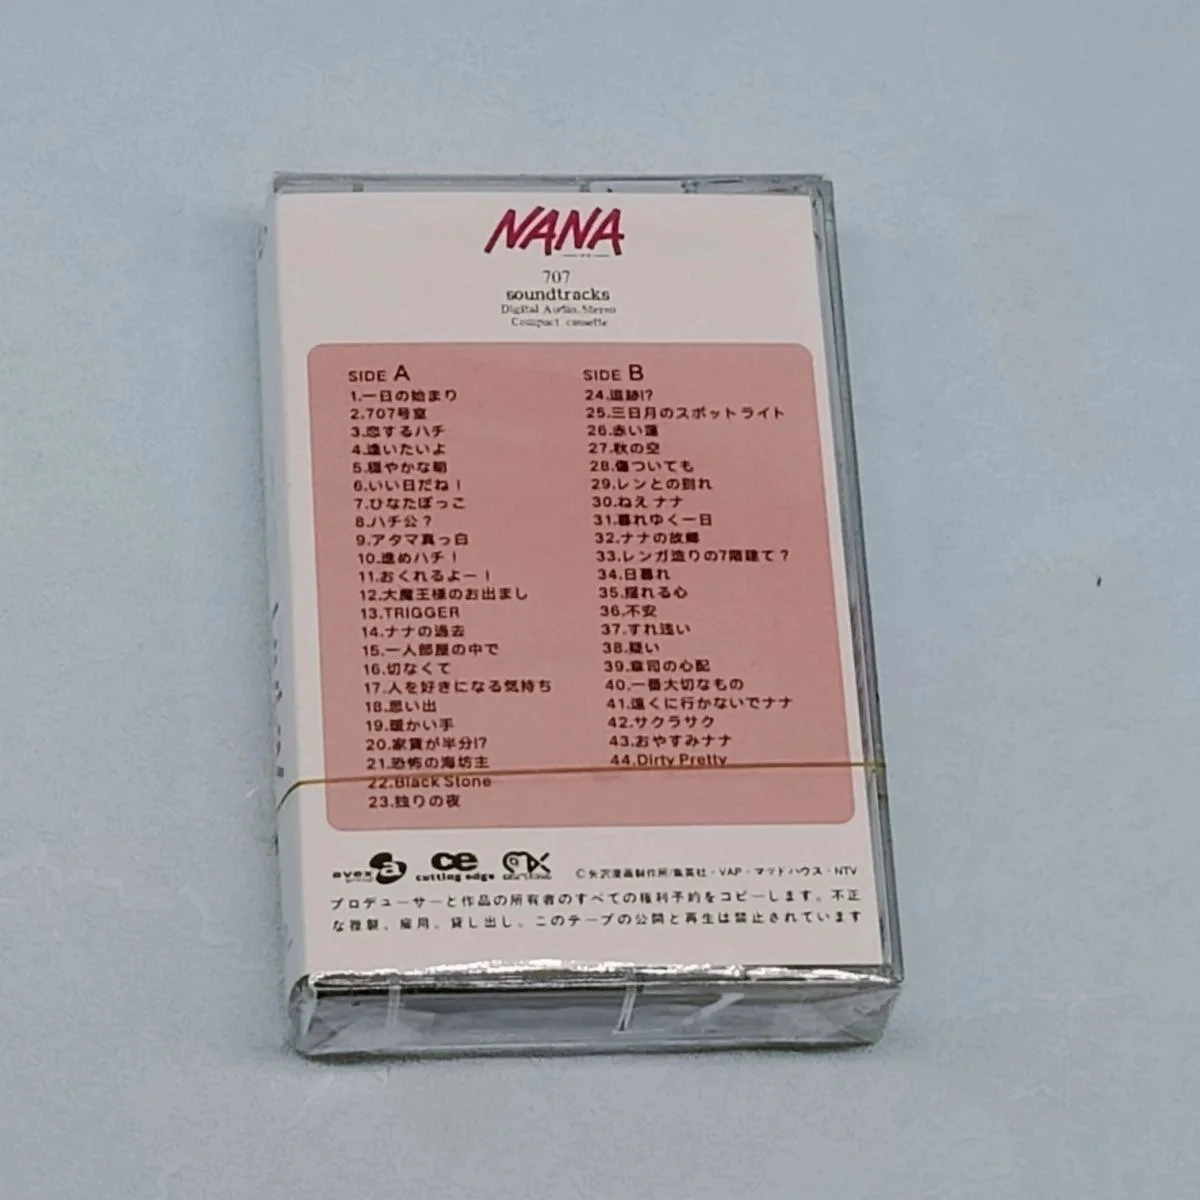 NANA
707
soundtracks
Digital Audio.Stereo
Compact cassette
SIDE A
1.一日の始まり
2.707号室
3.恋するハチ
4.逢いたいよ
5.穏やかな朝
6.いい日だね！
7.ひなたぼっこ
8.ハチ公？
9.アタマ真っ白
10.進めハチ！
11.おくれるよー！
12.大魔王様のお出まし
13.TRIGGER
14.ナナの過去
15.一人部屋の中で
16.切なくて
17.人を好きになる気持ち
18.思い出
19.暖かい手
20.家賃が半分!?
21.恐怖の海坊主
22.Black Stone
23.独りの夜
SIDE B
24.追跡!?
25.三日月のスポットライト
26.赤い蓮
27.秋の空
28.傷ついても
29.レンとの別れ
30.ねえ ナナ
31.暮れゆく一日
32.ナナの故郷
33.レンガ造りの7階建て？
34.日暮れ
35.揺れる心
36.不安
37.すれ違い
38.疑い
39.章司の心配
40.一番大切なもの
41.遠くに行かないでナナ
42.サクラサク
43.おやすみナナ
44.Dirty Pretty
avex
ce
cutting edge
©矢沢漫画制作所/集英社・VAP・マッドハウス・NTV
プロデューサーと作品の所有者のすべての権利予約をコピーします。不正
な複製、雇用、貸し出し、このテープの公開と再生は禁止されています